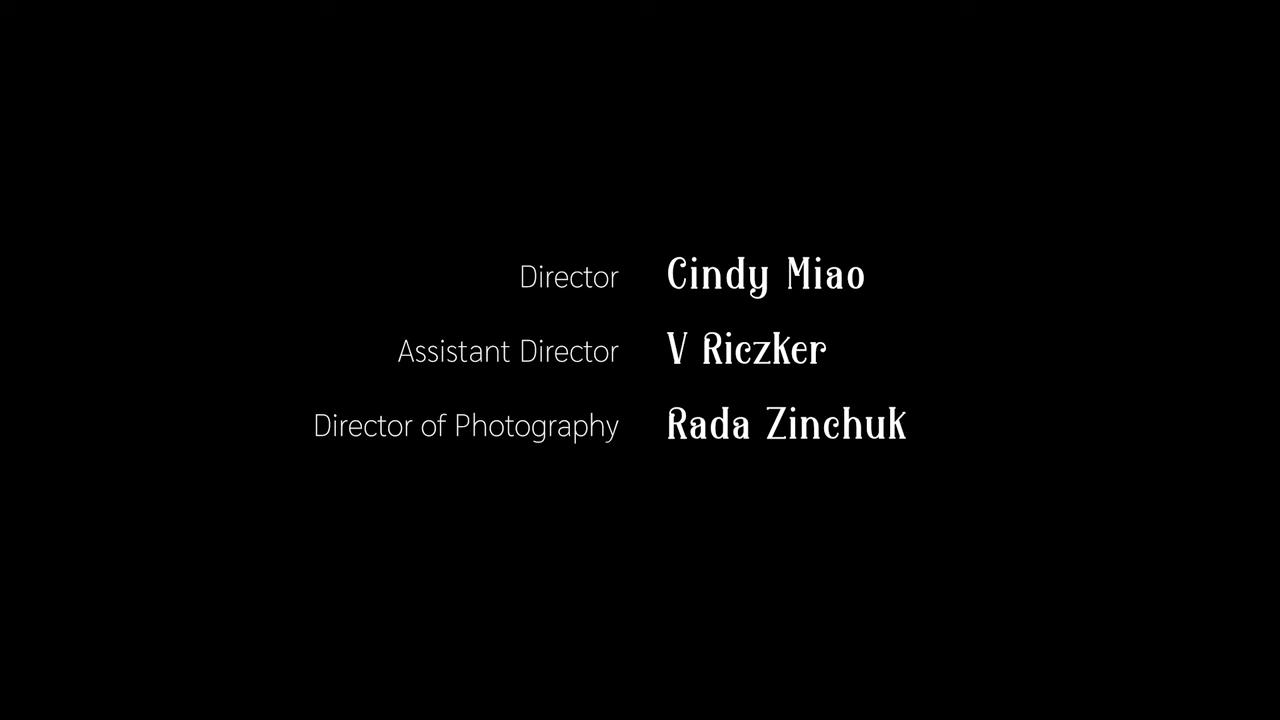 Director Cindy Miao
Assistant Director V Riczker
Director of Photography Rada Zinchuk